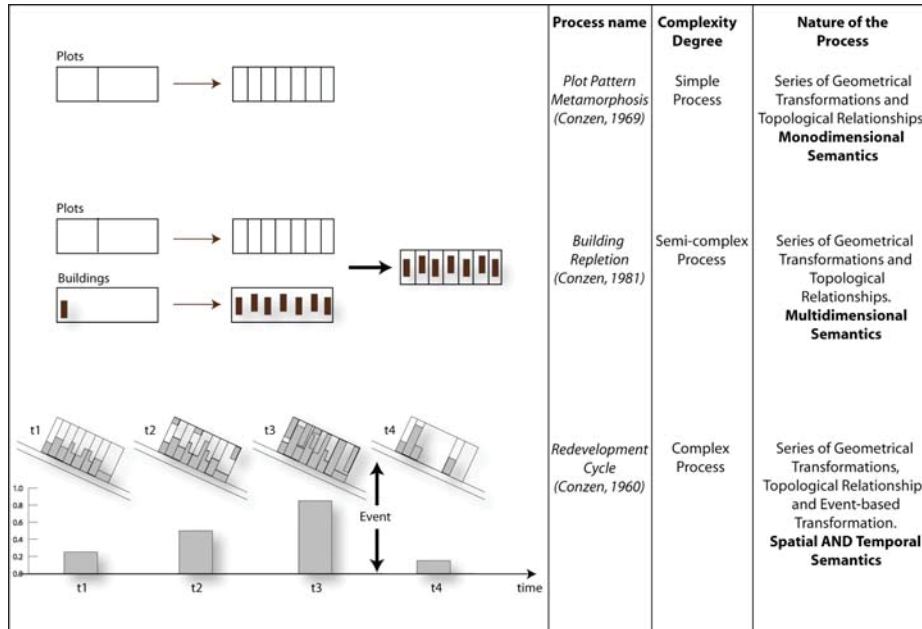 Process name
Complexity
Degree
Nature of the
Process
Plots
Plot Pattern
Metamorphosis
(Conzen, 1969)
Simple
Process
Series of Geometrical
Transformations and
Topological Relationships
Monodimensional
Semantics
Plots
Buildings
Building
Repletion
(Conzen, 1981)
Semi-complex
Process
Series of Geometrical
Transformations and
Topological
Relationships.
Multidimensional
Semantics
t1
t2
t3
t4
1.0
0.8
0.6
0.4
0.2
0.0
Event
t1
t2
t3
t4
time
Redevelopment
Cycle
(Conzen, 1960)
Complex
Process
Series of Geometrical
Transformations,
Topological Relationship
and Event-based
Transformation.
Spatial AND Temporal
Semantics